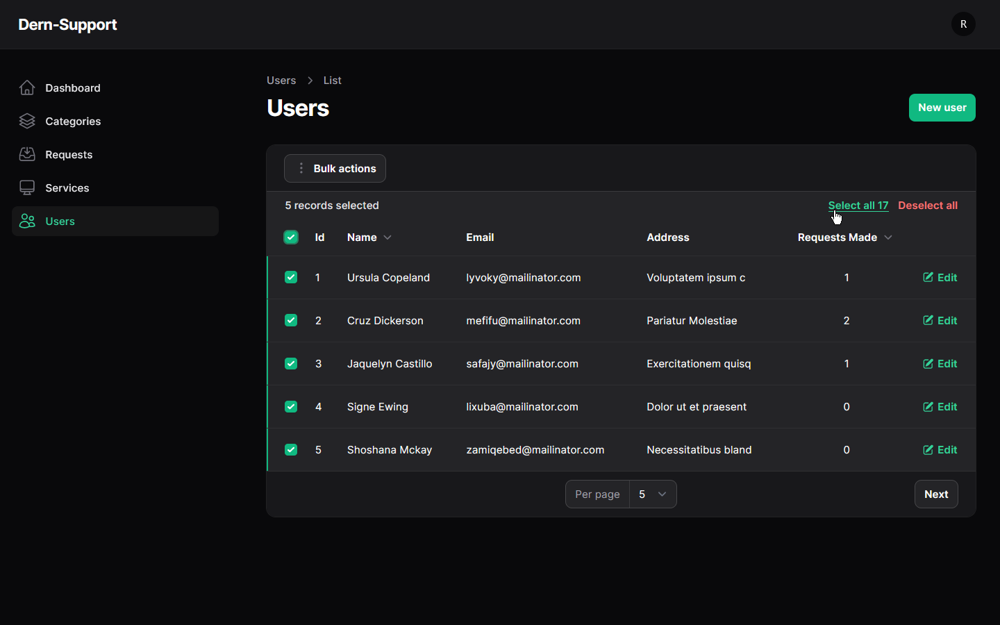 Dern-Support
R
Dashboard
Categories
Requests
Services
Users
Users > List
Users
New user
Bulk actions
5 records selected
Select all 17 Deselect all
Id Name Email Address Requests Made
1 Ursula Copeland lyvoky@mailinator.com Voluptatem ipsum c 1 Edit
2 Cruz Dickerson mefifu@mailinator.com Pariatur Molestiae 2 Edit
3 Jaquelyn Castillo safajy@mailinator.com Exercitationem quisq 1 Edit
4 Signe Ewing lixuba@mailinator.com Dolor ut et praesent 0 Edit
5 Shoshana Mckay zamiqebed@mailinator.com Necessitatibus bland 0 Edit
Per page 5
Next